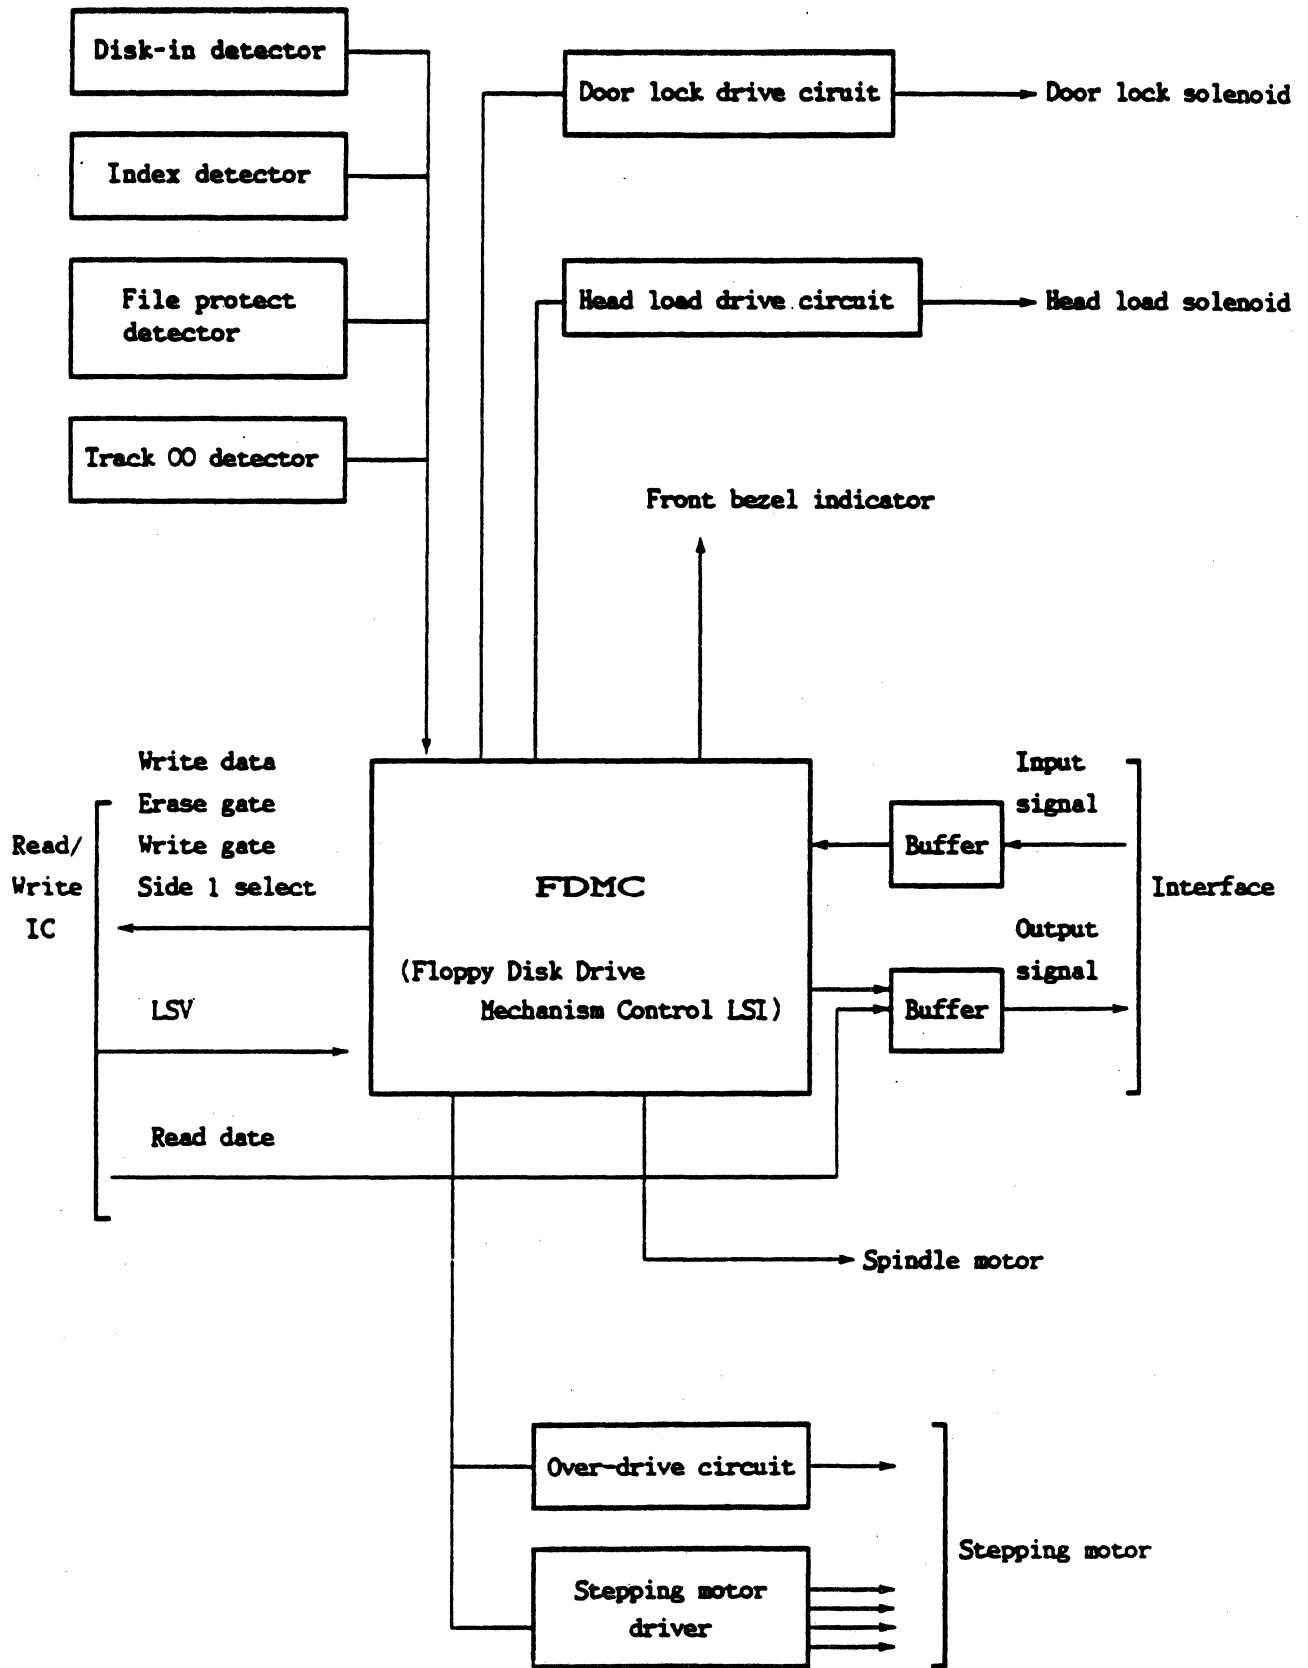 Disk-in detector
Door lock drive ciruit
Door lock solenoid
Index detector
File protect
detector
Head load drive circuit
Head load solenoid
Track 00 detector
Front bezel indicator
Write data
Erase gate
Write gate
Side 1 select
Read/
Write
IC
LSV
Read date
FDMC
(Floppy Disk Drive
Mechanism Control LSI)
Input
signal
Buffer
Interface
Output
signal
Buffer
Spindle motor
Over-drive circuit
Stepping motor
Stepping motor
driver